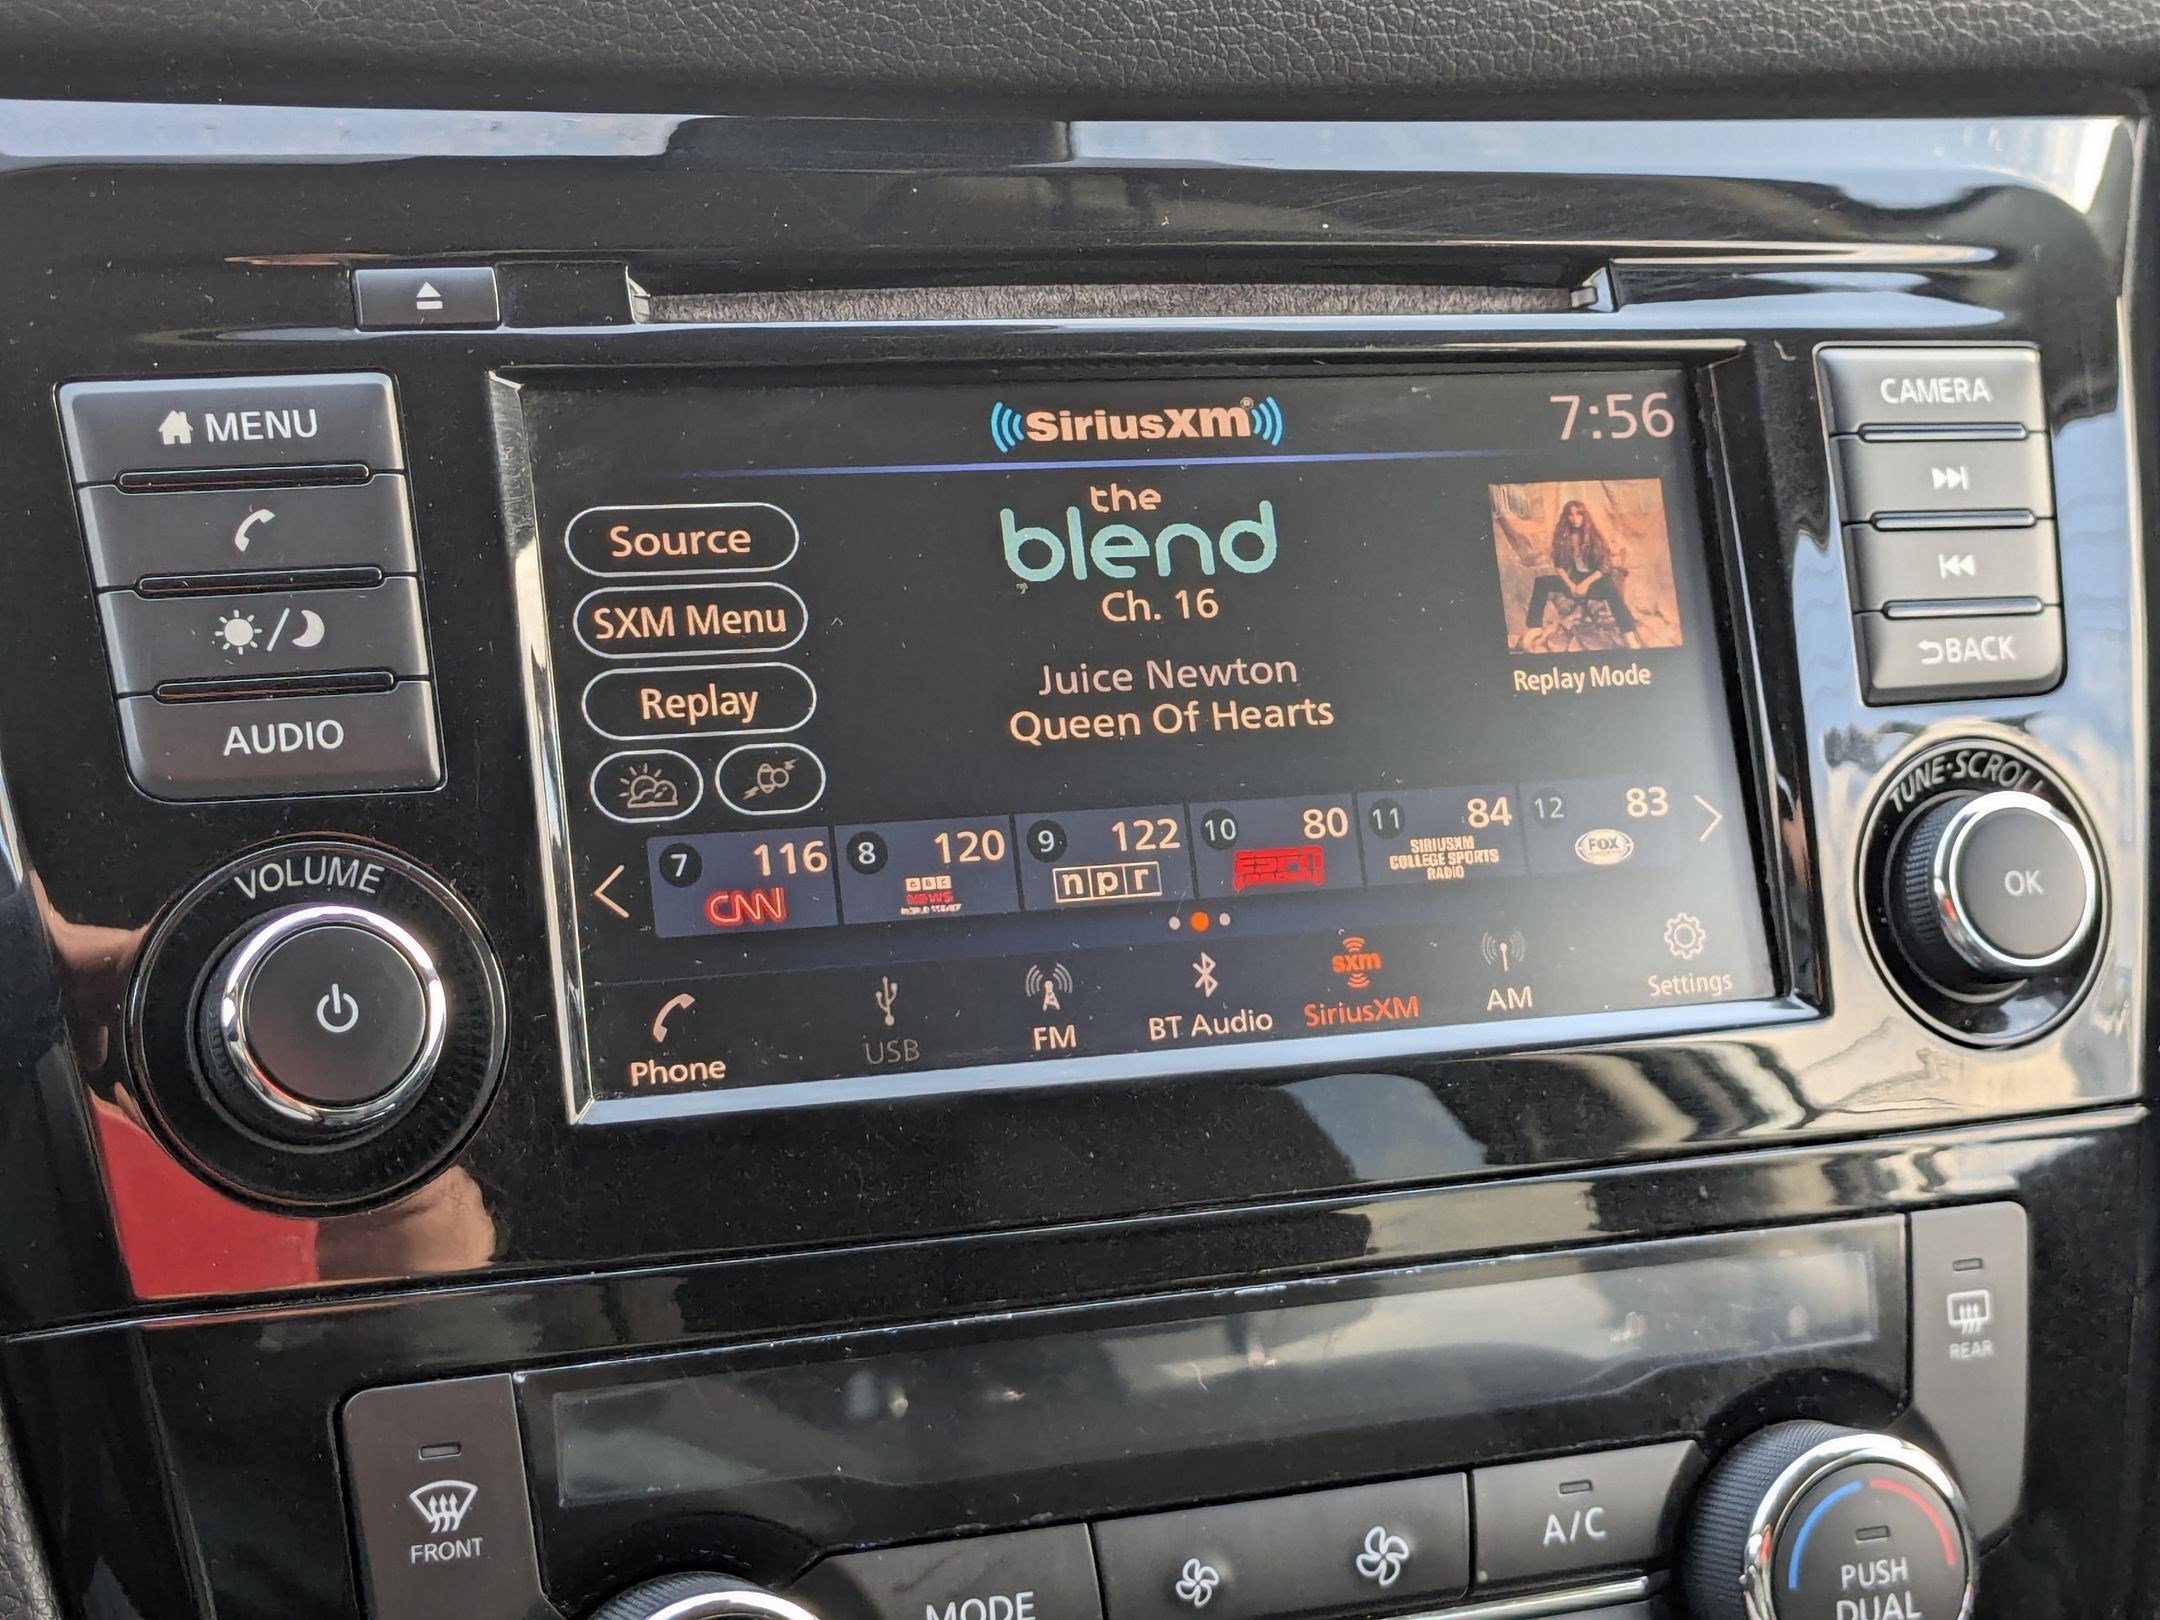 MENU
AUDIO
VOLUME
SiriusXM®
7:56
Source
SXM Menu
Replay
the
blend
Ch. 16
Juice Newton
Queen Of Hearts
Replay Mode
7 116
CNN
8 120
BBC
NEWS
9 122
npr
10 80
ESPN
11 84
SIRIUSXM
COLLEGE SPORTS
RADIO
12 83
FOX
Phone
USB
FM
BT Audio
sxm
SiriusXM
AM
Settings
CAMERA
BACK
TUNE·SCROLL
OK
FRONT
MODE
A/C
REAR
PUSH
DUAL